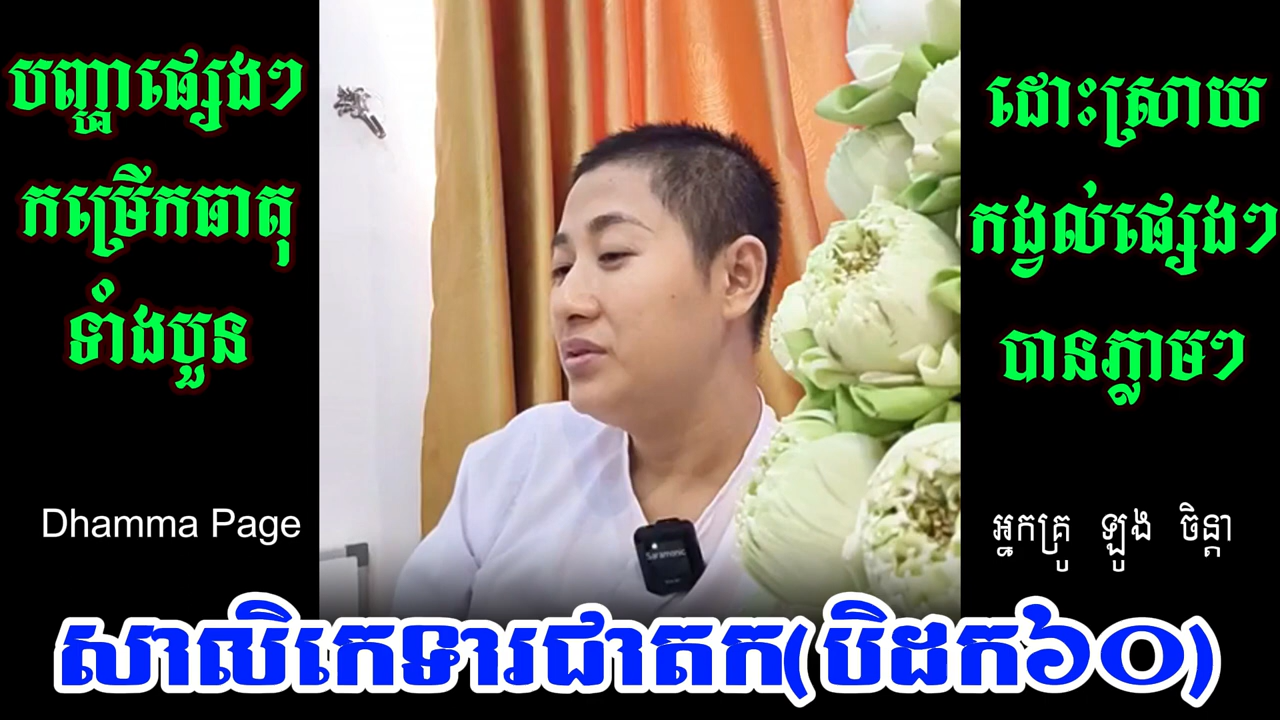 បញ្ហាផ្សេងៗ
កម្រើកធាតុ
ទាំងបួន
ដោះស្រាយ
កង្វល់ផ្សេងៗ
បានភ្លាមៗ
Dhamma Page
អ្នកគ្រូ ឡុង ចិន្តា
Saramonic
សាលិកេទារជាតក(បិដក៦០)